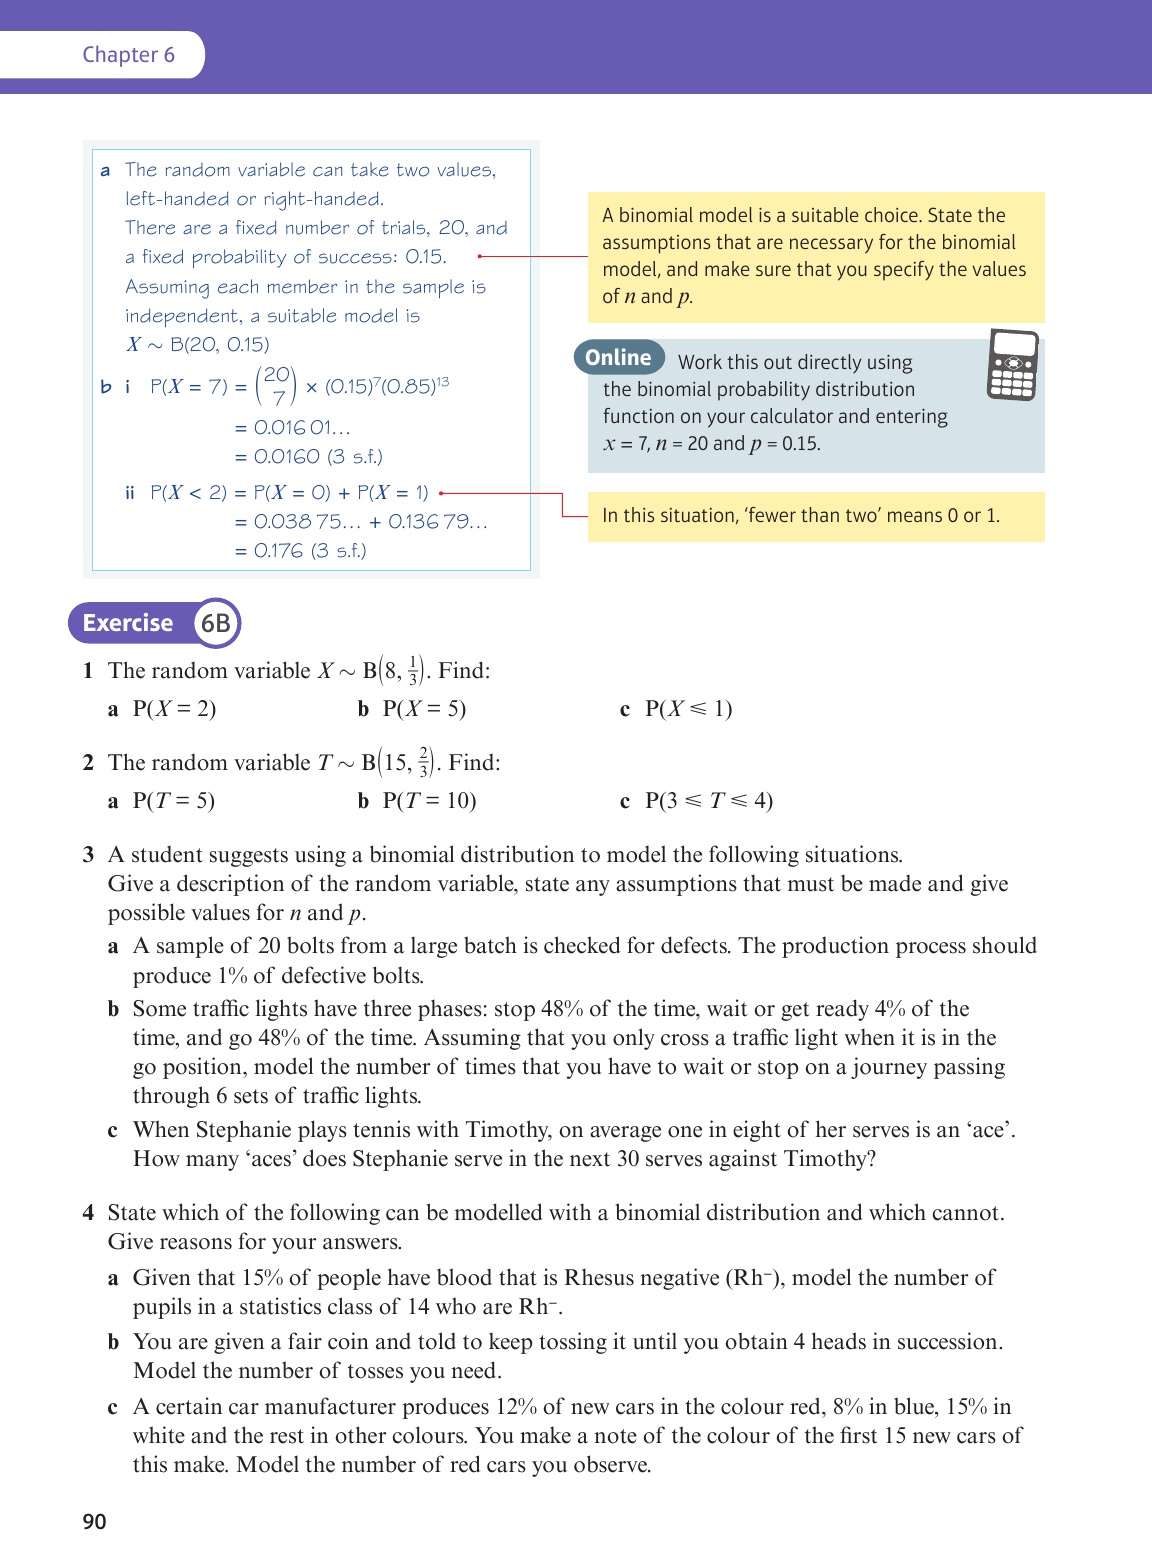 Chapter 6
a The random variable can take two values,
left-handed or right-handed.
There are a fixed number of trials, 20, and
a fixed probability of success: 0.15.
Assuming each member in the sample is
independent, a suitable model is
X ~ B(20, 0.15)
b i P(X = 7) = (20 7) × (0.15)⁷(0.85)¹³
= 0.016 01…
= 0.0160 (3 s.f.)
ii P(X < 2) = P(X = 0) + P(X = 1)
= 0.038 75… + 0.136 79…
= 0.176 (3 s.f.)
A binomial model is a suitable choice. State the
assumptions that are necessary for the binomial
model, and make sure that you specify the values
of n and p.
Online Work this out directly using
the binomial probability distribution
function on your calculator and entering
x = 7, n = 20 and p = 0.15.
In this situation, ‘fewer than two’ means 0 or 1.
Exercise 6B
1 The random variable X ~ B(8, 1/3). Find:
a P(X = 2) b P(X = 5) c P(X ⩽ 1)
2 The random variable T ~ B(15, 2/3). Find:
a P(T = 5) b P(T = 10) c P(3 ⩽ T ⩽ 4)
3 A student suggests using a binomial distribution to model the following situations.
Give a description of the random variable, state any assumptions that must be made and give
possible values for n and p.
a A sample of 20 bolts from a large batch is checked for defects. The production process should
produce 1% of defective bolts.
b Some traffic lights have three phases: stop 48% of the time, wait or get ready 4% of the
time, and go 48% of the time. Assuming that you only cross a traffic light when it is in the
go position, model the number of times that you have to wait or stop on a journey passing
through 6 sets of traffic lights.
c When Stephanie plays tennis with Timothy, on average one in eight of her serves is an ‘ace’.
How many ‘aces’ does Stephanie serve in the next 30 serves against Timothy?
4 State which of the following can be modelled with a binomial distribution and which cannot.
Give reasons for your answers.
a Given that 15% of people have blood that is Rhesus negative (Rh⁻), model the number of
pupils in a statistics class of 14 who are Rh⁻.
b You are given a fair coin and told to keep tossing it until you obtain 4 heads in succession.
Model the number of tosses you need.
c A certain car manufacturer produces 12% of new cars in the colour red, 8% in blue, 15% in
white and the rest in other colours. You make a note of the colour of the first 15 new cars of
this make. Model the number of red cars you observe.
90